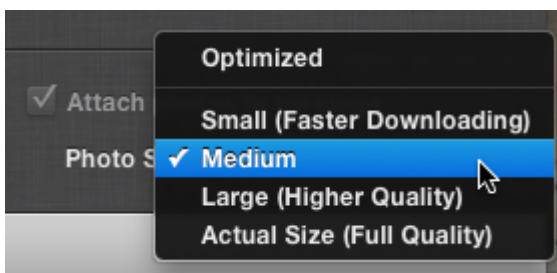 Optimized
Attach
Small (Faster Downloading)
Photo S ✓ Medium
Large (Higher Quality)
Actual Size (Full Quality)